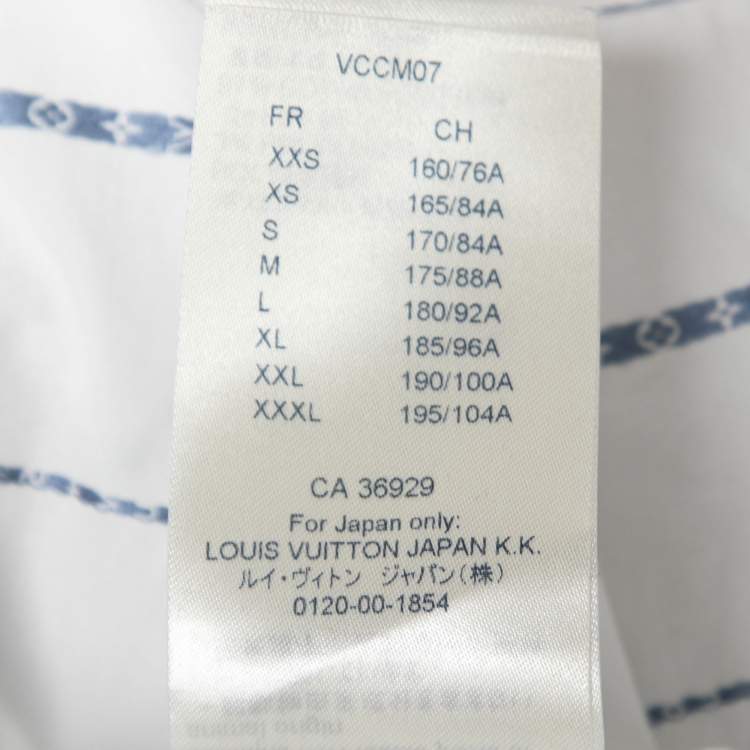 VCCM07
FR CH
XXS 160/76A
XS 165/84A
S 170/84A
M 175/88A
L 180/92A
XL 185/96A
XXL 190/100A
XXXL 195/104A
CA 36929
For Japan only:
LOUIS VUITTON JAPAN K.K.
ルイ・ヴィトン ジャパン(株)
0120-00-1854